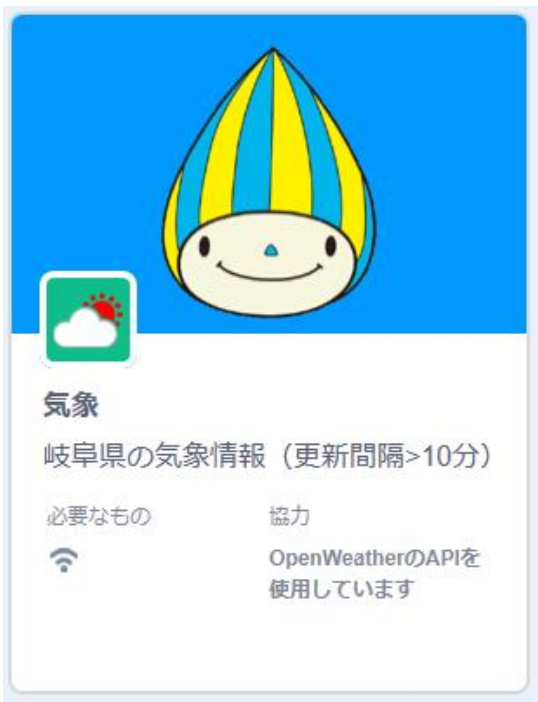 気象
岐阜県の気象情報（更新間隔>10分）
必要なもの
協力
OpenWeatherのAPIを
使用しています